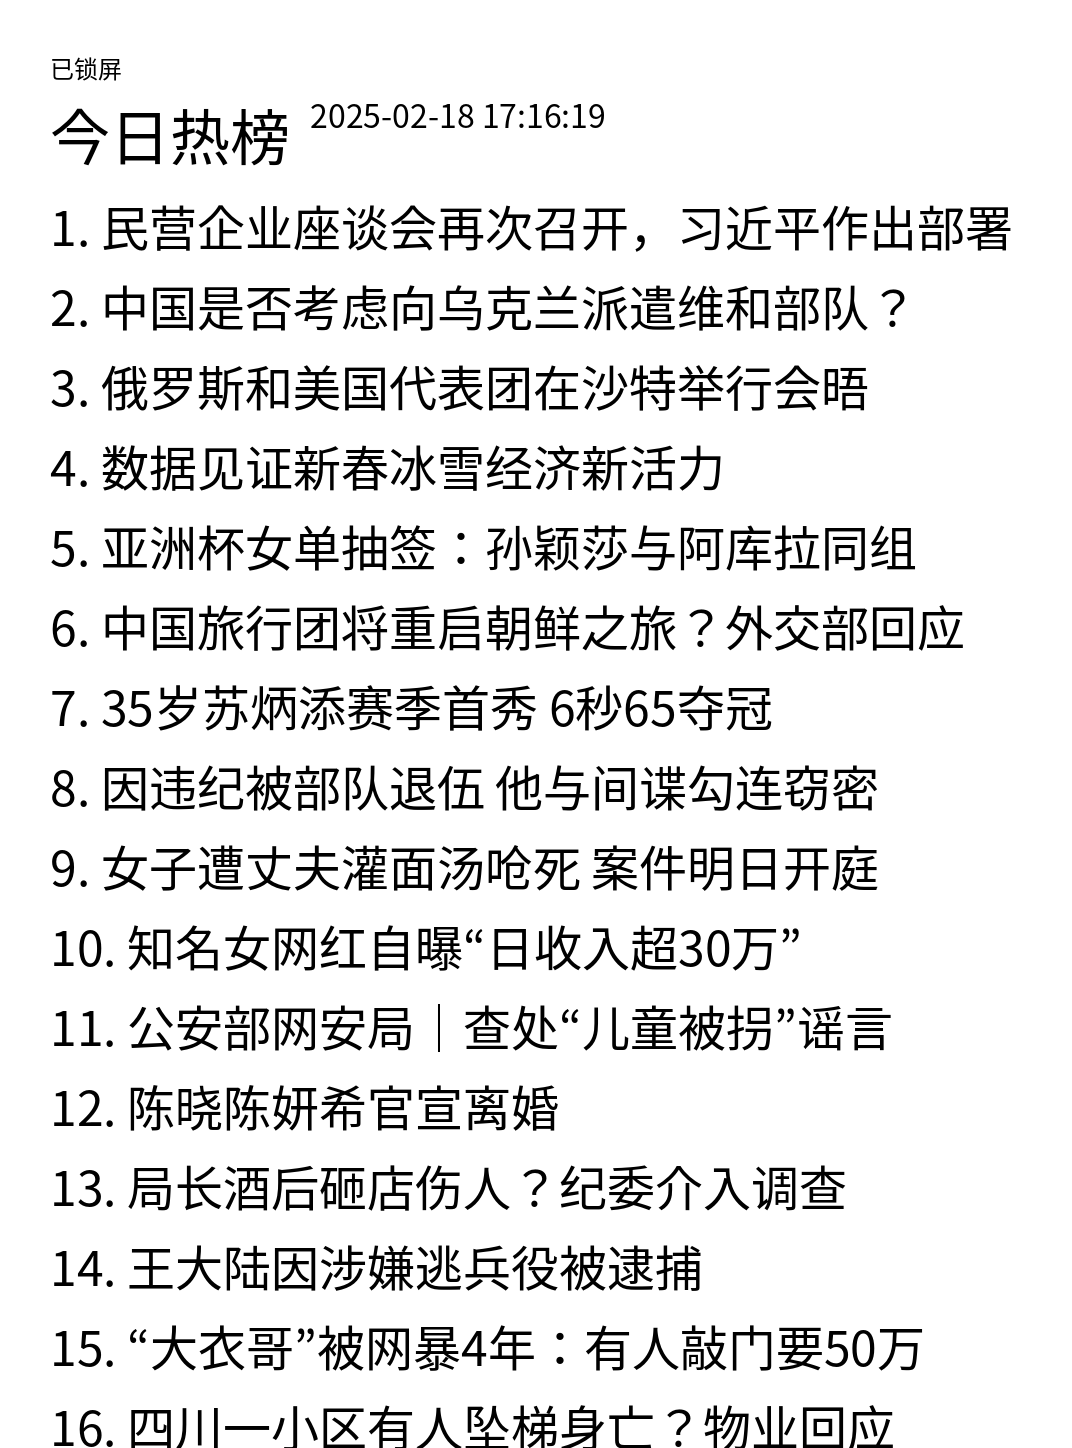 已锁屏
今日热榜 2025-02-18 17:16:19
1. 民营企业座谈会再次召开，习近平作出部署
2. 中国是否考虑向乌克兰派遣维和部队？
3. 俄罗斯和美国代表团在沙特举行会晤
4. 数据见证新春冰雪经济新活力
5. 亚洲杯女单抽签：孙颖莎与阿库拉同组
6. 中国旅行团将重启朝鲜之旅？外交部回应
7. 35岁苏炳添赛季首秀 6秒65夺冠
8. 因违纪被部队退伍 他与间谍勾连窃密
9. 女子遭丈夫灌面汤呛死 案件明日开庭
10. 知名女网红自曝“日收入超30万”
11. 公安部网安局｜查处“儿童被拐”谣言
12. 陈晓陈妍希官宣离婚
13. 局长酒后砸店伤人？纪委介入调查
14. 王大陆因涉嫌逃兵役被逮捕
15. “大衣哥”被网暴4年：有人敲门要50万
16. 四川一小区有人坠梯身亡？物业回应